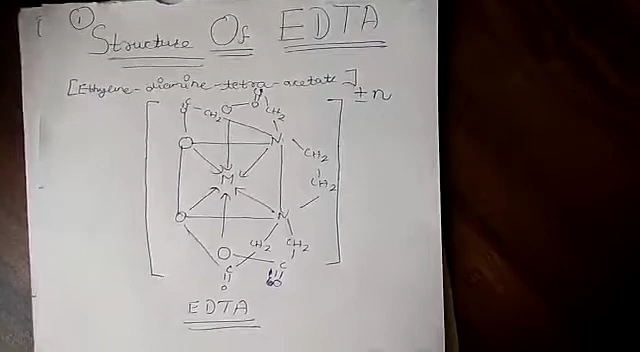 ① Structure Of EDTA
[Ethylene-diamine-tetra-acetate]
±n
C CH₂ O O C O CH₂
O N
CH₂
M
CH₂
O N
CH₂ CH₂
O C C
O O
EDTA